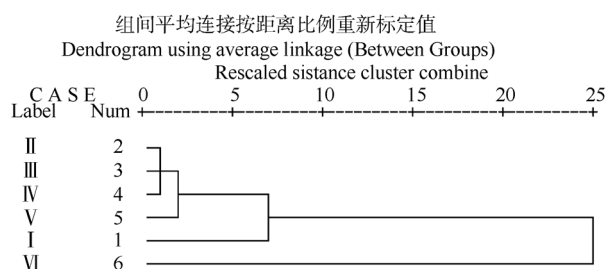 组间平均连接按距离比例重新标定值
Dendrogram using average linkage (Between Groups)
Rescaled sistance cluster combine
C A S E 0 5 10 15 20 25
Label Num
Ⅱ 2
Ⅲ 3
Ⅳ 4
Ⅴ 5
Ⅰ 1
Ⅵ 6